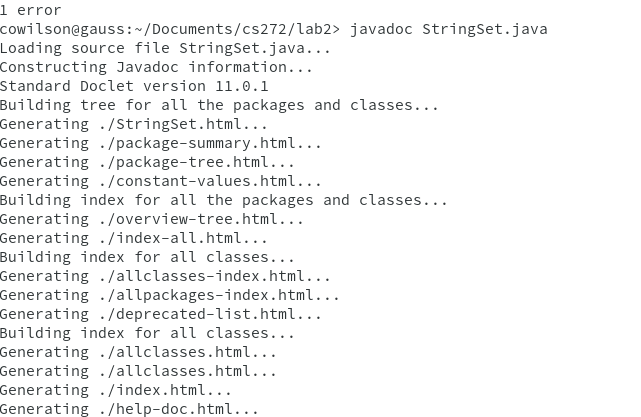 1 error
cowilson@gauss:~/Documents/cs272/lab2> javadoc StringSet.java
Loading source file StringSet.java...
Constructing Javadoc information...
Standard Doclet version 11.0.1
Building tree for all the packages and classes...
Generating ./StringSet.html...
Generating ./package-summary.html...
Generating ./package-tree.html...
Generating ./constant-values.html...
Building index for all the packages and classes...
Generating ./overview-tree.html...
Generating ./index-all.html...
Building index for all classes...
Generating ./allclasses-index.html...
Generating ./allpackages-index.html...
Generating ./deprecated-list.html...
Building index for all classes...
Generating ./allclasses.html...
Generating ./allclasses.html...
Generating ./index.html...
Generating ./help-doc.html...